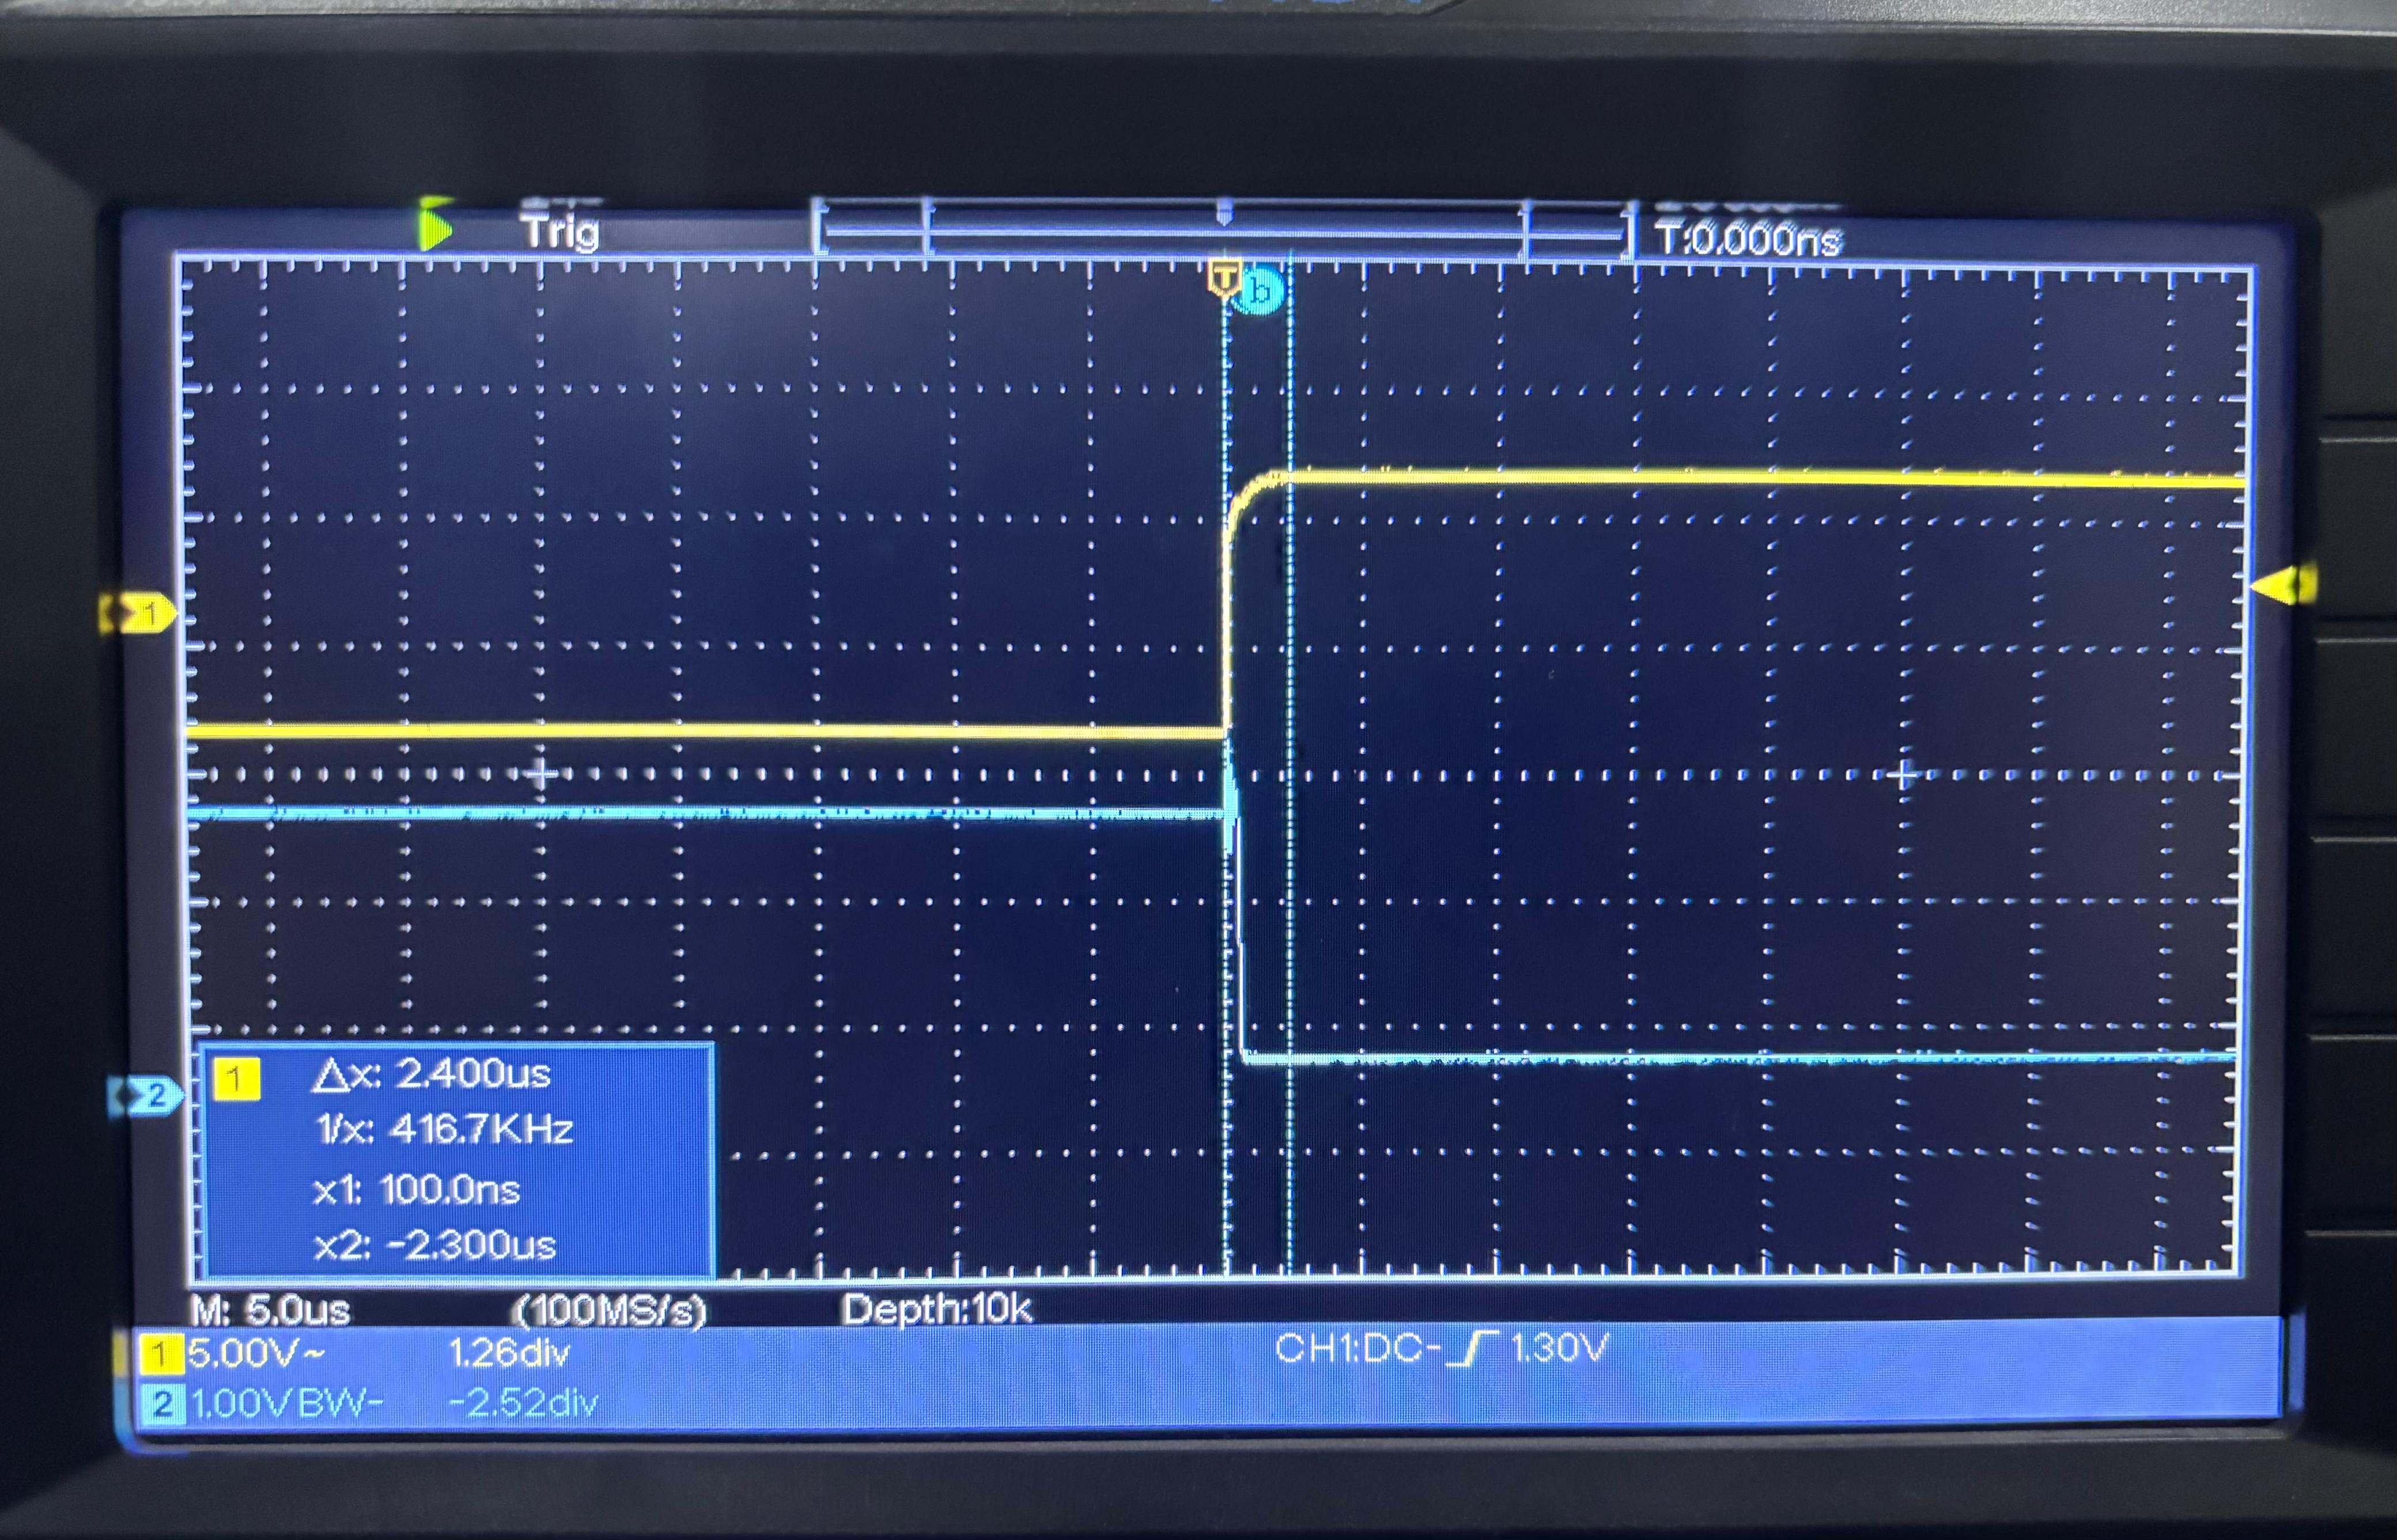 Trig
T:0.000ns
T
b
1
2
1
Δx: 2.400us
1/x: 416.7KHz
x1: 100.0ns
x2: -2.300us
M: 5.0us (100MS/s) Depth:10k
1 5.00V~ 1.26div CH1:DC- 1.30V
2 1.00VBW- -2.52div